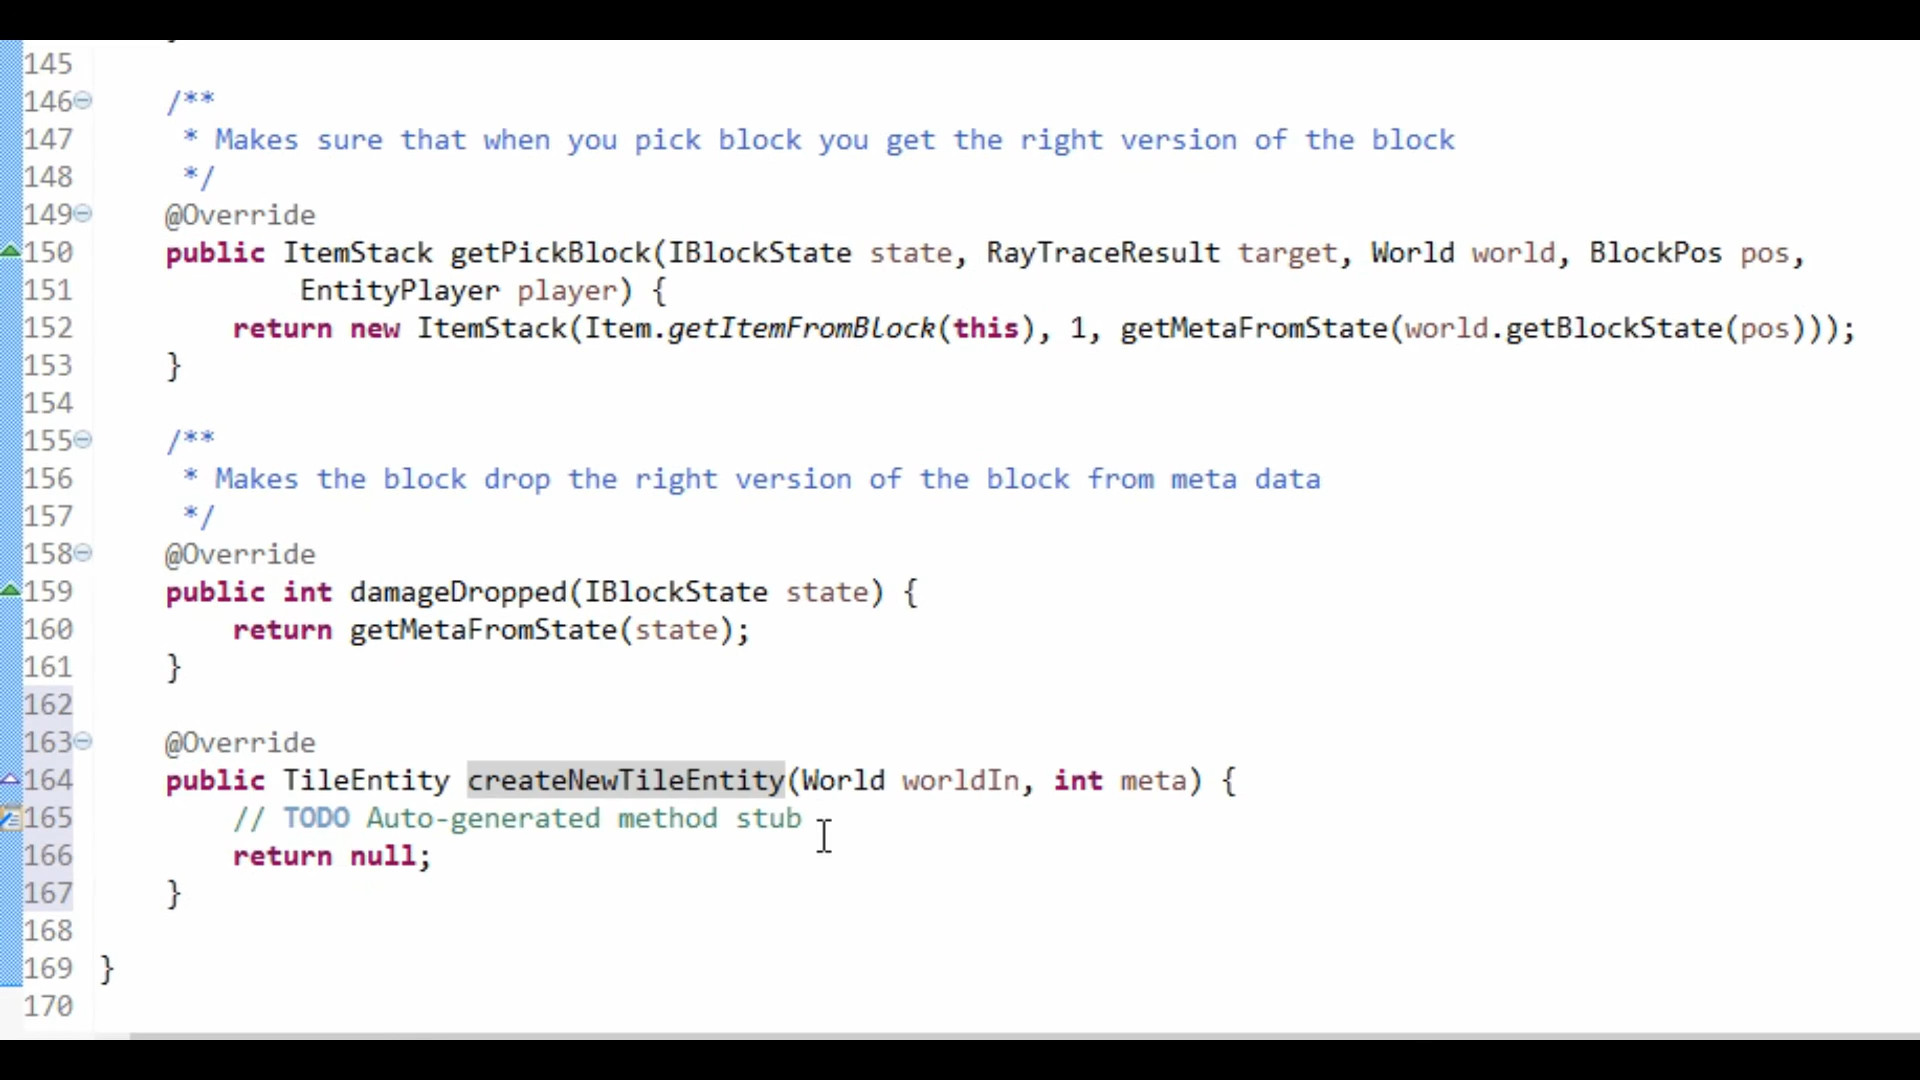 145
146 /**
147 * Makes sure that when you pick block you get the right version of the block
148 */
149 @Override
150 public ItemStack getPickBlock(IBlockState state, RayTraceResult target, World world, BlockPos pos,
151 EntityPlayer player) {
152 return new ItemStack(Item.getItemFromBlock(this), 1, getMetaFromState(world.getBlockState(pos)));
153 }
154
155 /**
156 * Makes the block drop the right version of the block from meta data
157 */
158 @Override
159 public int damageDropped(IBlockState state) {
160 return getMetaFromState(state);
161 }
162
163 @Override
164 public TileEntity createNewTileEntity(World worldIn, int meta) {
165 // TODO Auto-generated method stub
166 return null;
167 }
168
169 }
170